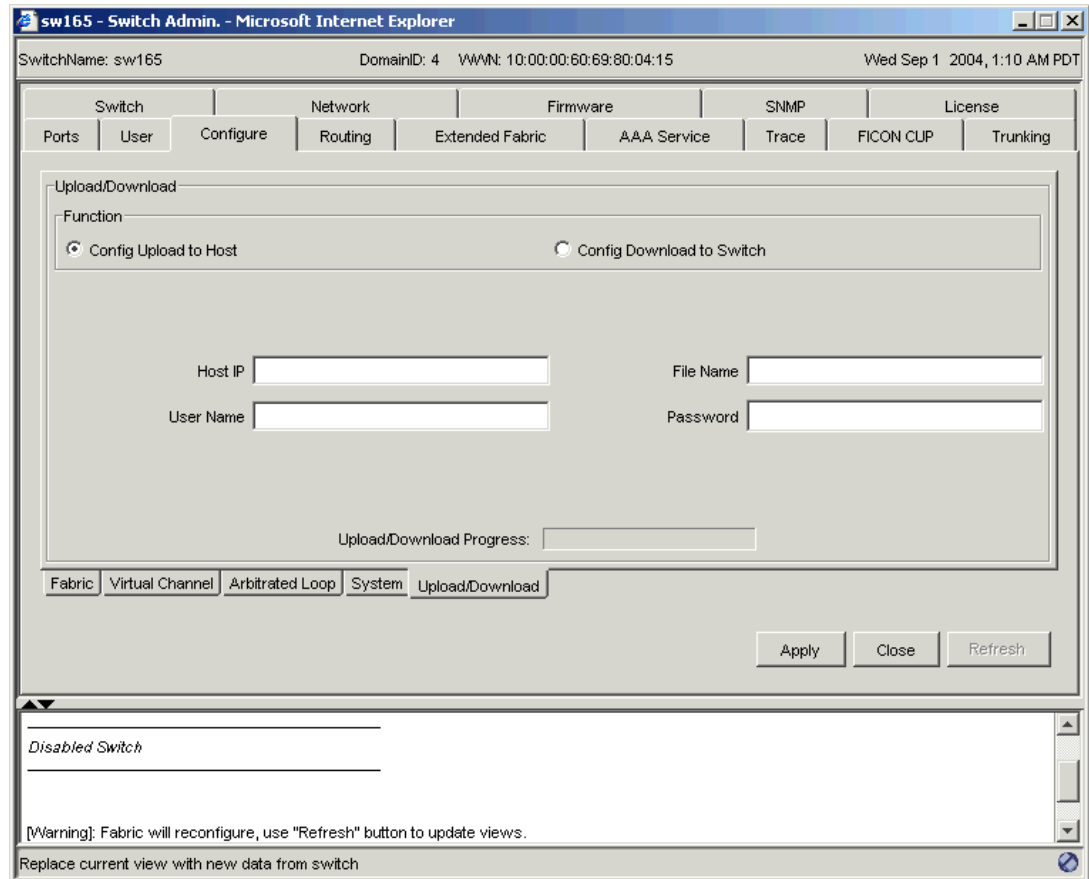 sw165 - Switch Admin. - Microsoft Internet Explorer
SwitchName: sw165 DomainID: 4 WWN: 10:00:00:60:69:80:04:15 Wed Sep 1 2004, 1:10 AM PDT
Switch Network Firmware SNMP License
Ports User Configure Routing Extended Fabric AAA Service Trace FICON CUP Trunking
Upload/Download
Function
Config Upload to Host Config Download to Switch
Host IP File Name
User Name Password
Upload/Download Progress:
Fabric Virtual Channel Arbitrated Loop System Upload/Download
Apply Close Refresh
Disabled Switch
[Warning]: Fabric will reconfigure, use "Refresh" button to update views.
Replace current view with new data from switch